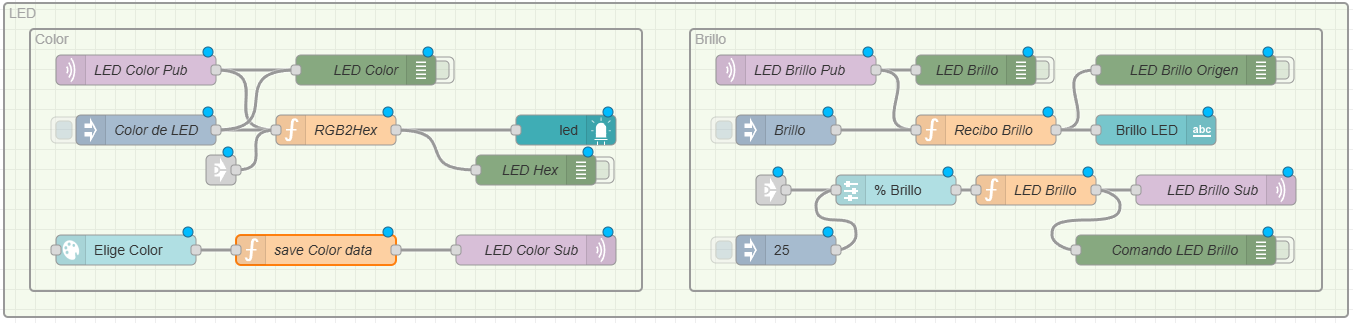 LED
Color
LED Color Pub
LED Color
Color de LED
RGB2Hex
led
LED Hex
Elige Color
save Color data
LED Color Sub
Brillo
LED Brillo Pub
LED Brillo
LED Brillo Origen
Brillo
Recibo Brillo
Brillo LED
abc
% Brillo
LED Brillo
LED Brillo Sub
25
Comando LED Brillo